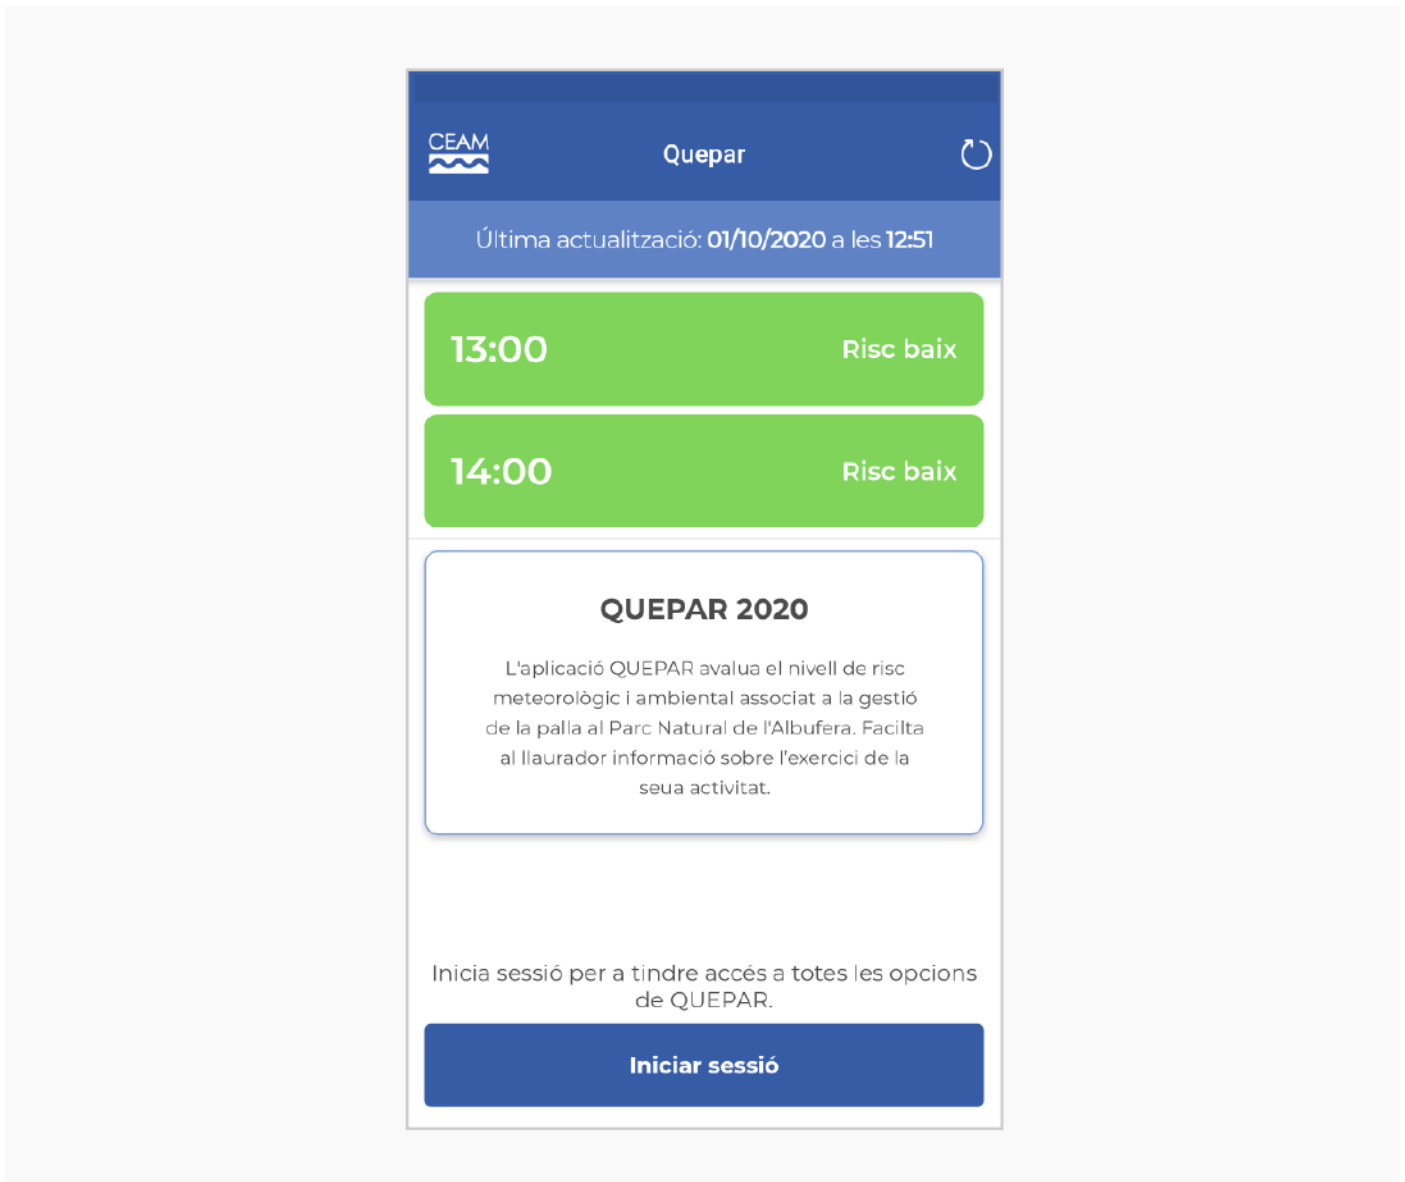 CEAM
Quepar
Última actualització: 01/10/2020 a les 12:51
13:00 Risc baix
14:00 Risc baix
QUEPAR 2020
L'aplicació QUEPAR avalua el nivell de risc
meteorològic i ambiental associat a la gestió
de la palla al Parc Natural de l'Albufera. Facilta
al llaurador informació sobre l'exercici de la
seua activitat.
Inicia sessió per a tindre accés a totes les opcions
de QUEPAR.
Iniciar sessió